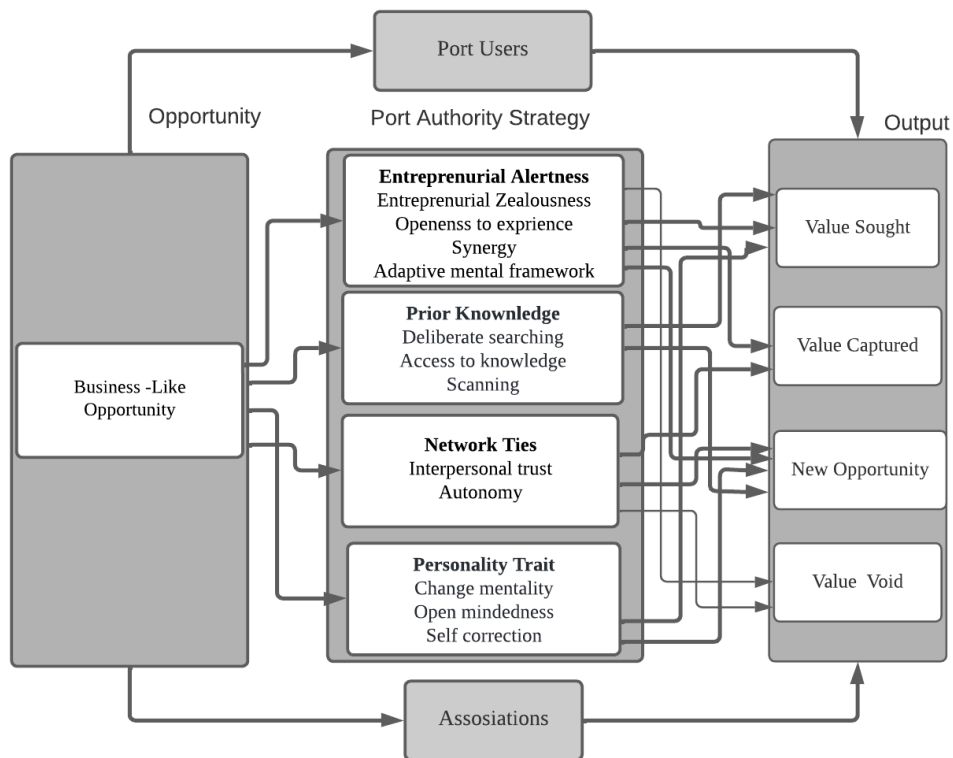 Port Users
Opportunity
Port Authority Strategy
Output
Business -Like
Opportunity
Entreprenurial Alertness
Entreprenurial Zealousness
Openenss to exprience
Synergy
Adaptive mental framework
Prior Knownledge
Deliberate searching
Access to knowledge
Scanning
Network Ties
Interpersonal trust
Autonomy
Personality Trait
Change mentality
Open mindedness
Self correction
Value Sought
Value Captured
New Opportunity
Value  Void
Assosiations